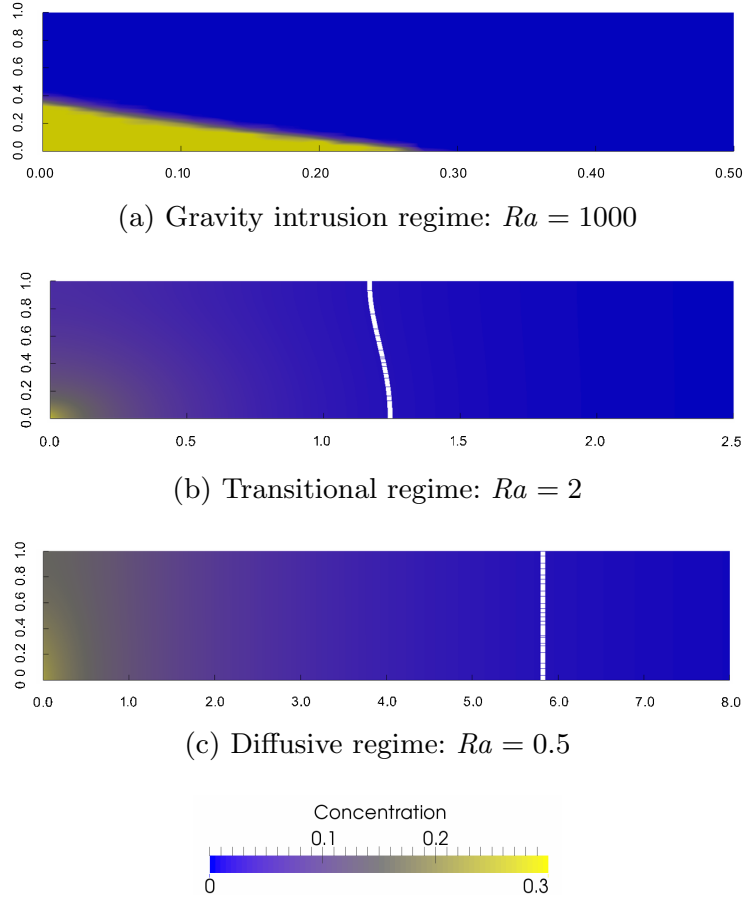 0.0 0.2 0.4 0.6 0.8 1.0
0.00 0.10 0.20 0.30 0.40 0.50
(a) Gravity intrusion regime: Ra = 1000
0.0 0.2 0.4 0.6 0.8 1.0
0.0 0.5 1.0 1.5 2.0 2.5
(b) Transitional regime: Ra = 2
0 0 0.2 0.4 0.6 0.8 1.0
0.0 1.0 2.0 3.0 4.0 5.0 6.0 7.0 8.0
(c) Diffusive regime: Ra = 0.5
Concentration
0.1 0.2
0 0.3